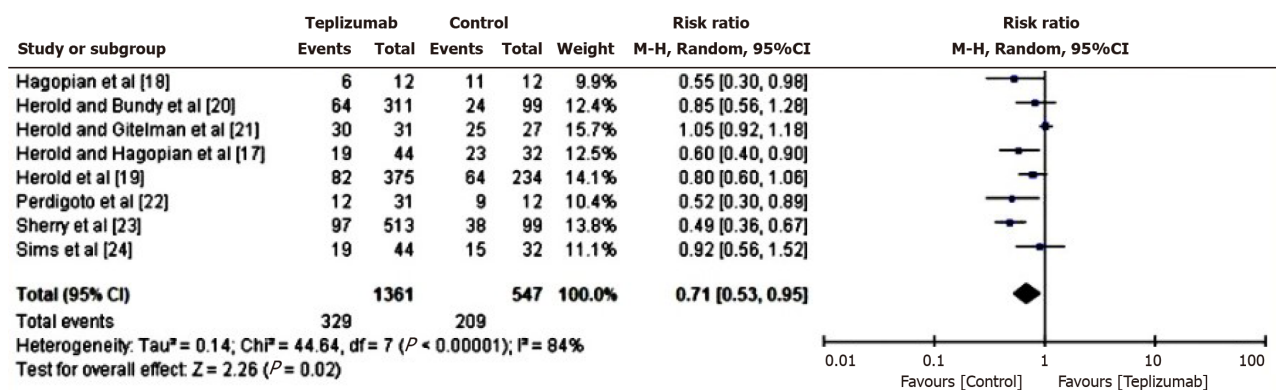 Teplizumab Control Risk ratio Risk ratio
Study or subgroup Events Total Events Total Weight M-H, Random, 95%CI M-H, Random, 95%CI
Hagopian et al [18] 6 12 11 12 9.9% 0.55 [0.30, 0.98]
Herold and Bundy et al [20] 64 311 24 99 12.4% 0.85 [0.56, 1.28]
Herold and Gitelman et al [21] 30 31 25 27 15.7% 1.05 [0.92, 1.18]
Herold and Hagopian et al [17] 19 44 23 32 12.5% 0.60 [0.40, 0.90]
Herold et al [19] 82 375 64 234 14.1% 0.80 [0.60, 1.06]
Perdigoto et al [22] 12 31 9 12 10.4% 0.52 [0.30, 0.89]
Sherry et al [23] 97 513 38 99 13.8% 0.49 [0.36, 0.67]
Sims et al [24] 19 44 15 32 11.1% 0.92 [0.56, 1.52]
Total (95% CI) 1361 547 100.0% 0.71 [0.53, 0.95]
Total events 329 209
Heterogeneity: Tau² = 0.14; Chi² = 44.64, df = 7 (P < 0.00001); I² = 84%
Test for overall effect: Z = 2.26 (P = 0.02)
0.01 0.1 1 10 100
Favours [Control] Favours [Teplizumab]